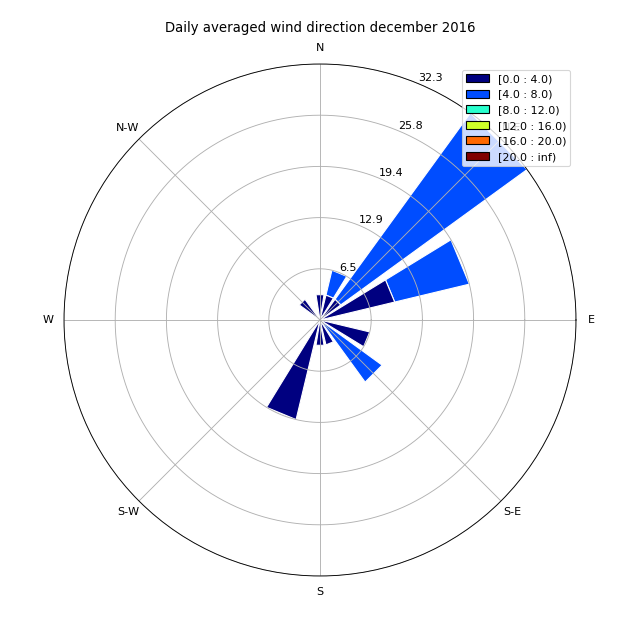 Daily averaged wind direction december 2016
N
32.3
[0.0 : 4.0)
[4.0 : 8.0)
[8.0 : 12.0)
[12.0 : 16.0)
[16.0 : 20.0)
[20.0 : inf)
N-W
25.8
19.4
12.9
6.5
W
E
S-W
S-E
S